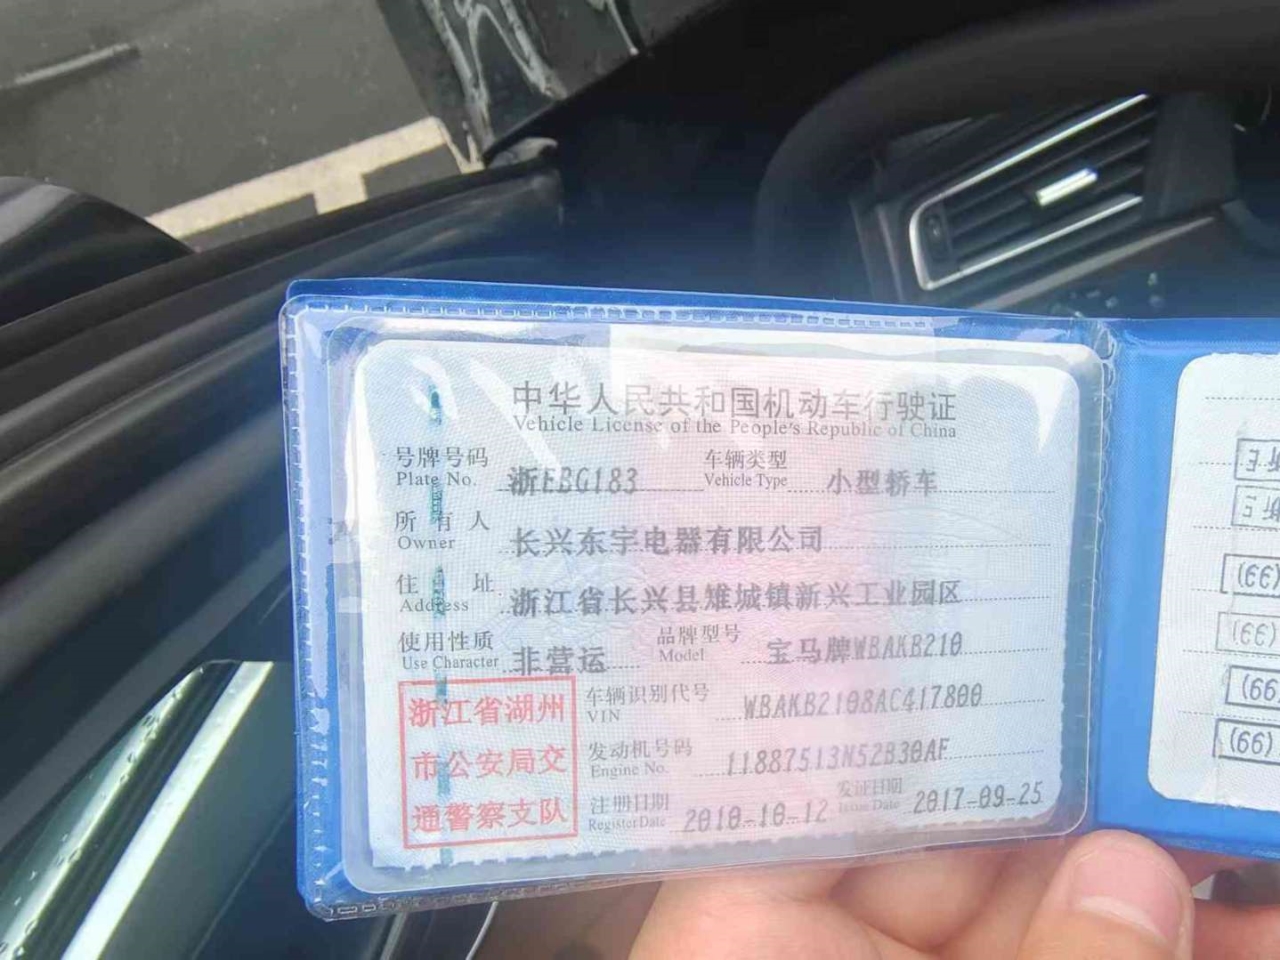 中华人民共和国机动车行驶证
Vehicle License of the People's Republic of China
号牌号码 浙EBG183 车辆类型 小型轿车
Plate No. Vehicle Type
所有人 长兴东宇电器有限公司
Owner
住址 浙江省长兴县雉城镇新兴工业园区
Address
使用性质 非营运 品牌型号 宝马牌WBAKB210
Use Character Model
浙江省湖州
市公安局交
通警察支队
车辆识别代号 WBAKB2108AC417800
VIN
发动机号码 11887513N52B30AF
Engine No.
注册日期 2010-10-12 发证日期 2017-09-25
Register Date Issue Date
(66)
(66)
(66)
(66)